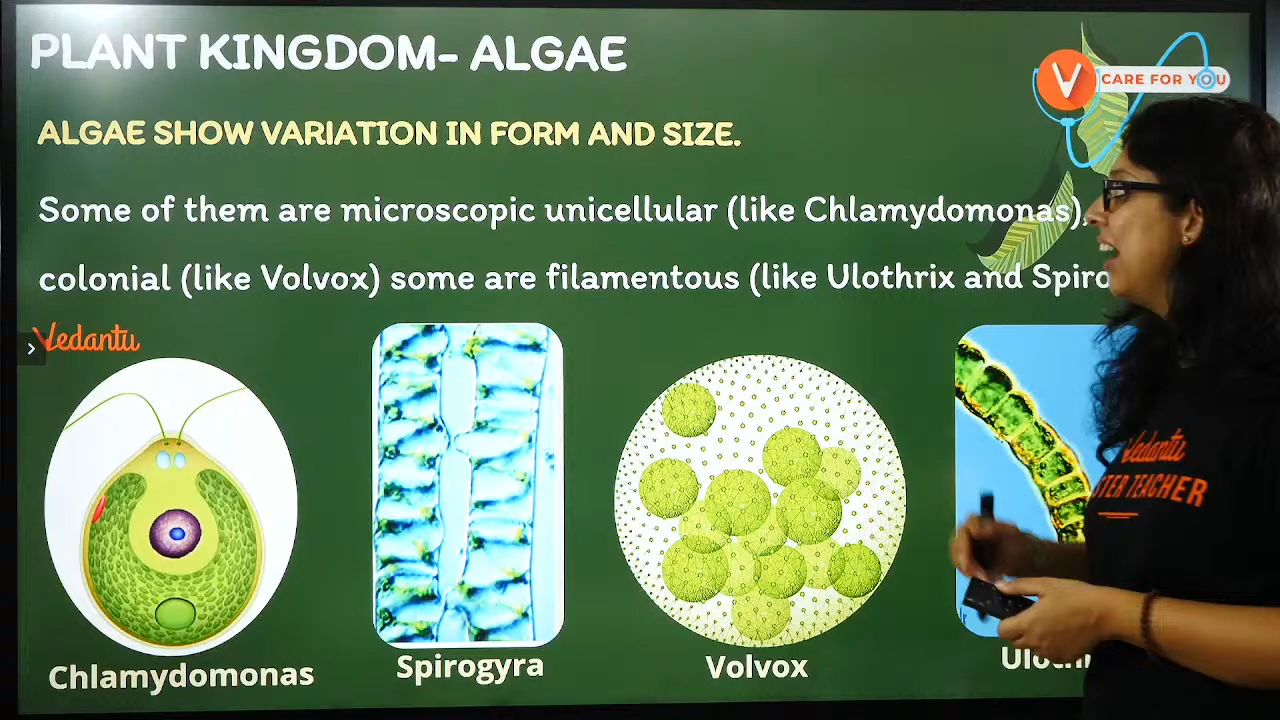 PLANT KINGDOM- ALGAE
CARE FOR YOU
ALGAE SHOW VARIATION IN FORM AND SIZE.
Some of them are microscopic unicellular (like Chlamydomonas),
colonial (like Volvox) some are filamentous (like Ulothrix and
Vedantu
Vedantu
TEACHER
Chlamydomonas
Spirogyra
Volvox